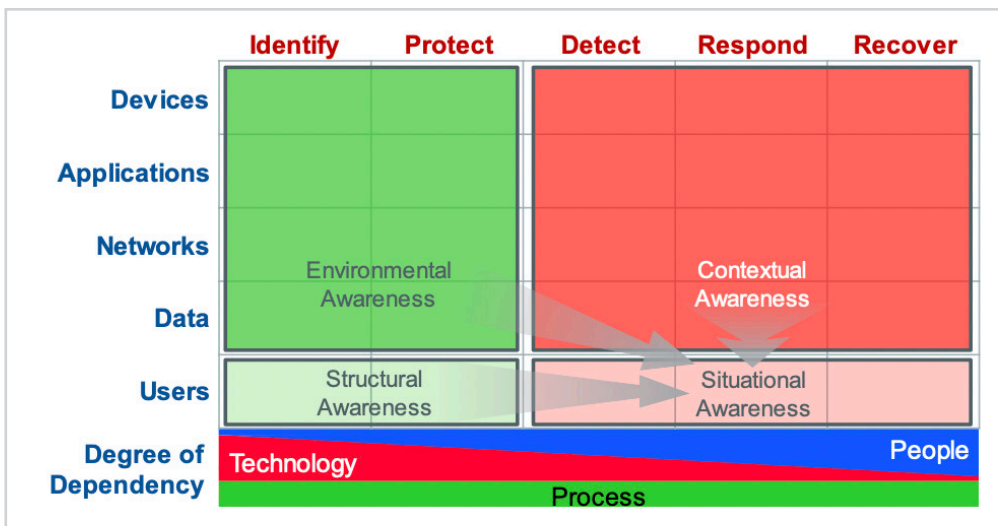 Identify Protect Detect Respond Recover
Devices
Applications
Networks
Environmental
Awareness
Contextual
Awareness
Data
Users
Structural
Awareness
Situational
Awareness
Degree of
Dependency
Technology
People
Process